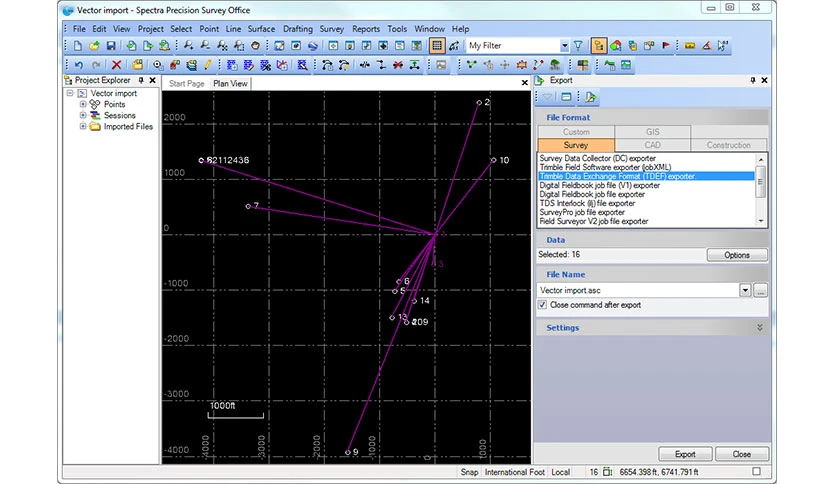 Vector import - Spectra Precision Survey Office
File Edit View Project Select Point Line Surface Drafting Survey Reports Tools Window Help
My Filter
Project Explorer
Vector import
Points
Sessions
Imported Files
Start Page Plan View
2000
1000
0
-1000
-2000
-3000
-4000
2
10
82112436
7
3
6
5
14
13
209
9
1000ft
-4000
-3000
-2000
-1000
0
1000
Export
File Format
Custom GIS
Survey CAD Construction
Survey Data Collector (DC) exporter
Trimble Field Software exporter (jobXML)
Trimble Data Exchange Format (TDEF) exporter.
Digital Fieldbook job file (V1) exporter
Digital Fieldbook job file exporter
TDS Interlock (ilj) file exporter
SurveyPro job file exporter
Field Surveyor V2 job file exporter
Data
Selected: 16
Options
File Name
Vector import.asc
...
Close command after export
Settings
Export Close
Snap International Foot Local 16 6654.398 ft, 6741.791 ft